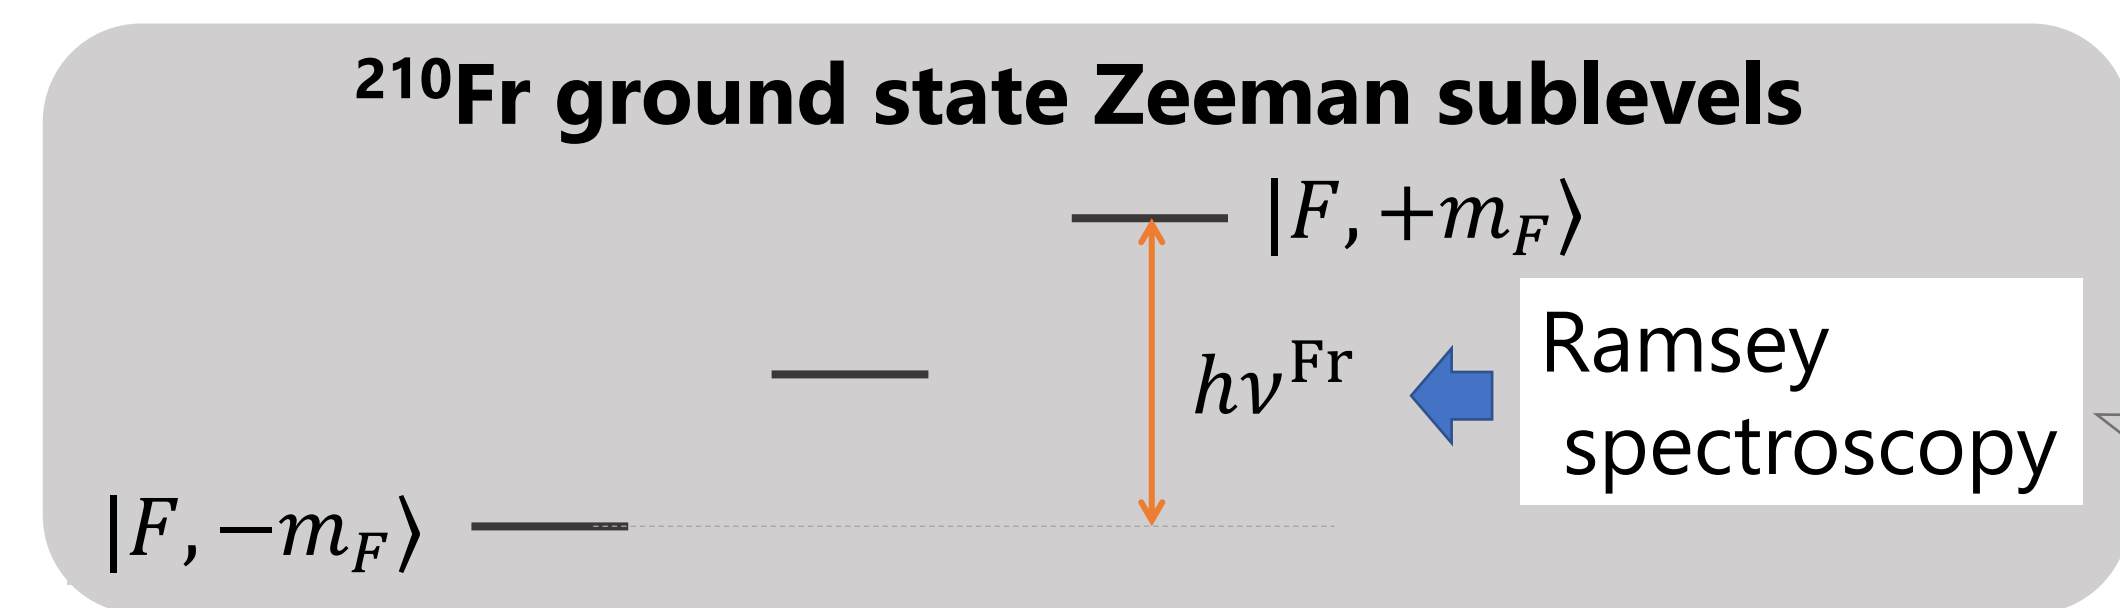 ²¹⁰Fr ground state Zeeman sublevels
|F, +m_F⟩
hν^Fr
Ramsey
spectroscopy
|F, −m_F⟩